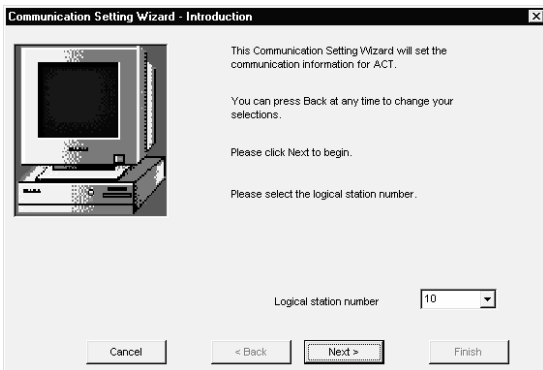 Communication Setting Wizard - Introduction
This Communication Setting Wizard will set the
communication information for ACT.
You can press Back at any time to change your
selections.
Please click Next to begin.
Please select the logical station number.
Logical station number
10
Cancel
< Back
Next >
Finish